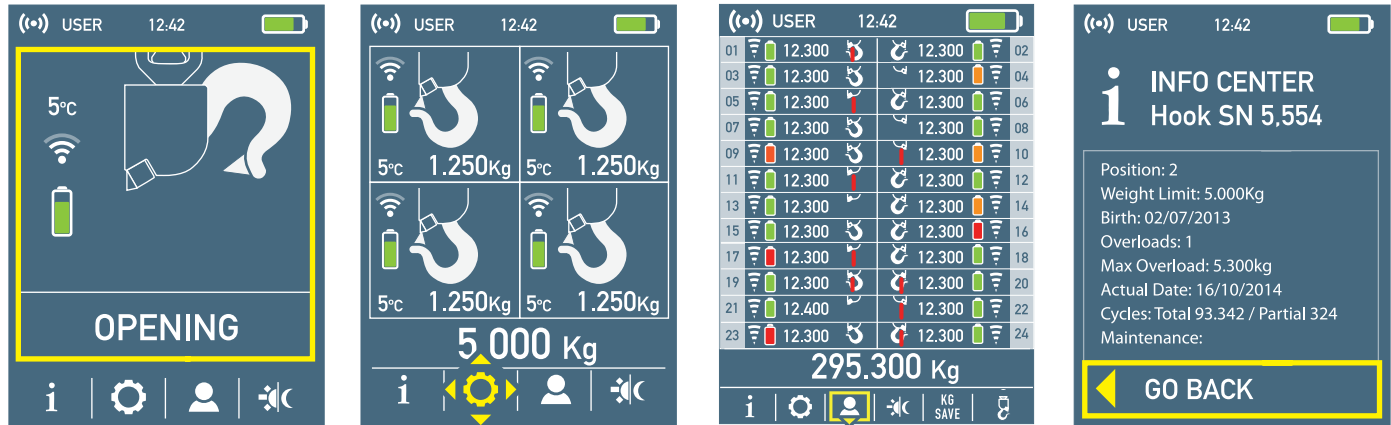 USER 12:42
5ºC
OPENING
i
USER 12:42
5ºC 1.250Kg 5ºC 1.250Kg
5ºC 1.250Kg 5ºC 1.250Kg
5.000 Kg
i
USER 12:42
01 12.300 12.300 02
03 12.300 12.300 04
05 12.300 12.300 06
07 12.300 12.300 08
09 12.300 12.300 10
11 12.300 12.300 12
13 12.300 12.300 14
15 12.300 12.300 16
17 12.300 12.300 18
19 12.300 12.300 20
21 12.400 12.300 22
23 12.300 12.300 24
295.300 Kg
i KG
SAVE
USER 12:42
i INFO CENTER
Hook SN 5,554
Position: 2
Weight Limit: 5.000Kg
Birth: 02/07/2013
Overloads: 1
Max Overload: 5.300kg
Actual Date: 16/10/2014
Cycles: Total 93.342 / Partial 324
Maintenance:
GO BACK